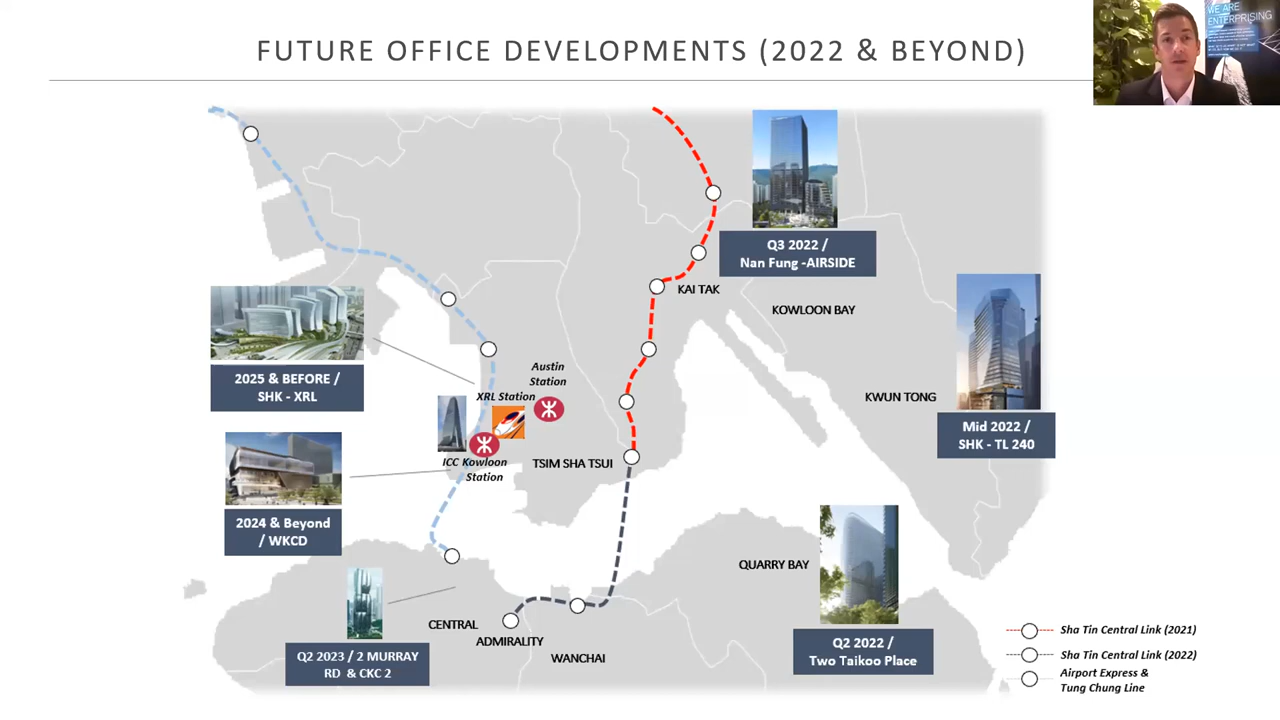 FUTURE OFFICE DEVELOPMENTS (2022 & BEYOND)
WE ARE
ENTERPRISING
Q3 2022 /
Nan Fung -AIRSIDE
KAI TAK
KOWLOON BAY
2025 & BEFORE /
SHK - XRL
Austin
Station
XRL Station
KWUN TONG
Mid 2022 /
SHK - TL 240
ICC Kowloon
Station
TSIM SHA TSUI
2024 & Beyond
/ WKCD
QUARRY BAY
CENTRAL
ADMIRALITY
WANCHAI
Q2 2023 / 2 MURRAY
RD & CKC 2
Q2 2022 /
Two Taikoo Place
Sha Tin Central Link (2021)
Sha Tin Central Link (2022)
Airport Express &
Tung Chung Line